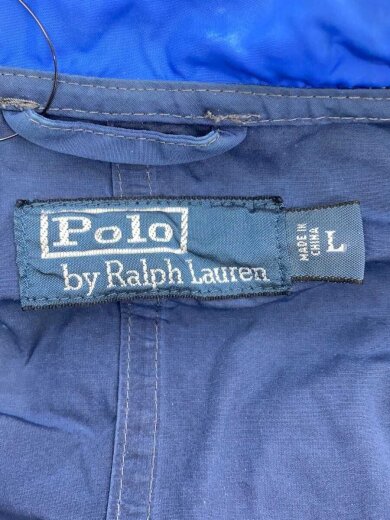 Polo
by Ralph Lauren
MADE IN
CHINA
L